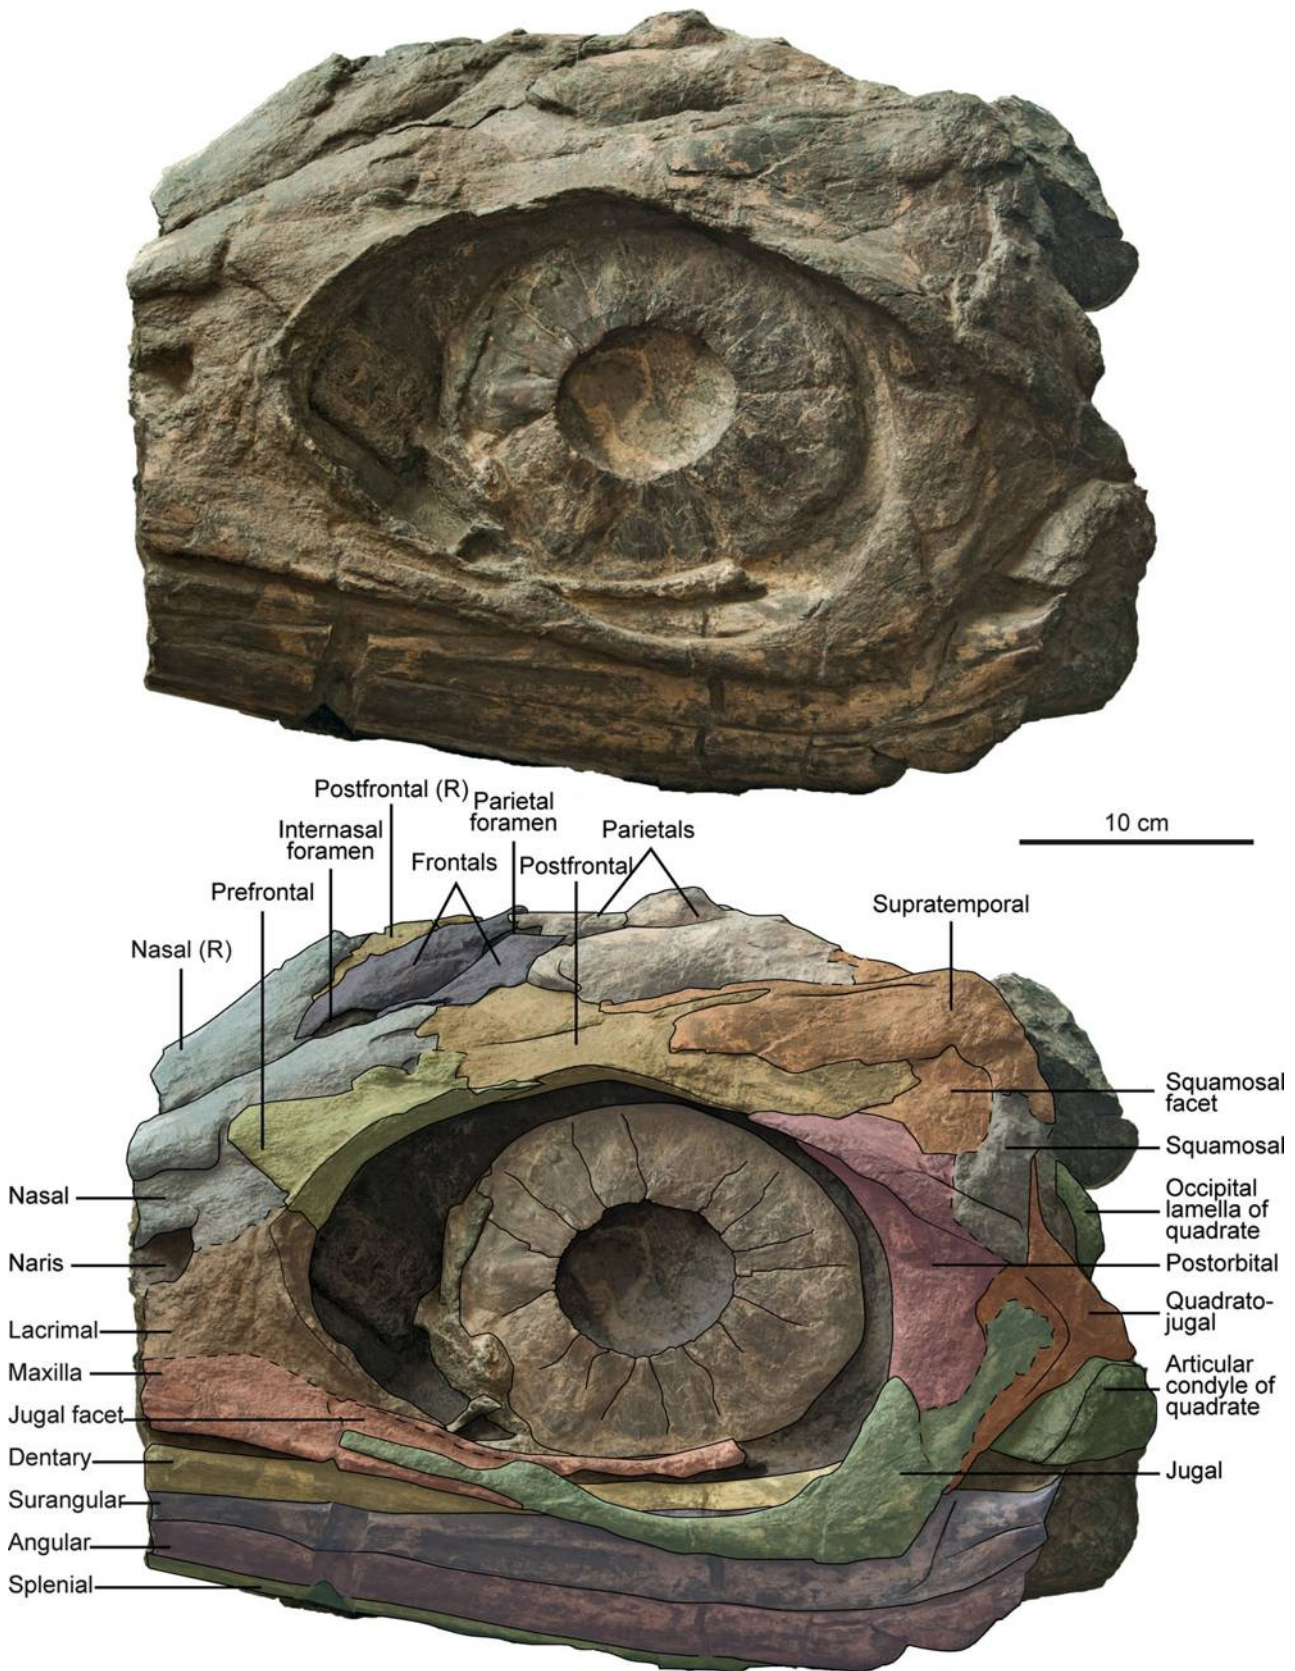 Postfrontal (R)
Parietal
foramen
Internasal
foramen
Frontals
Postfrontal
Parietals
10 cm
Prefrontal
Supratemporal
Nasal (R)
Squamosal
facet
Squamosal
Nasal
Occipital
lamella of
quadrate
Naris
Postorbital
Quadrato-
jugal
Lacrimal
Maxilla
Articular
condyle of
quadrate
Jugal facet
Dentary
Jugal
Surangular
Angular
Splenial